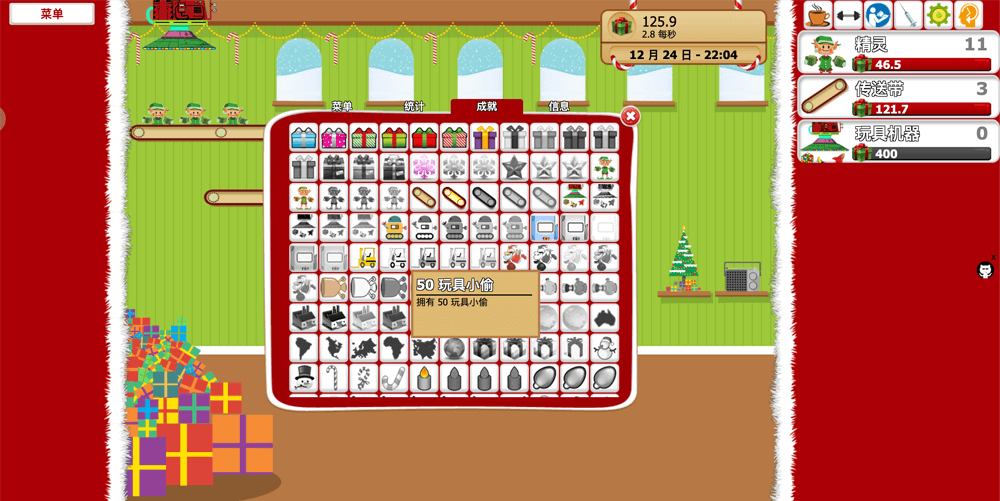 菜单
125.9
2.8 每秒
12 月 24 日 - 22:04
精灵
11
46.5
传送带
3
121.7
玩具机器
0
400
菜单
统计
成就
信息
50 玩具小偷
拥有 50 玩具小偷